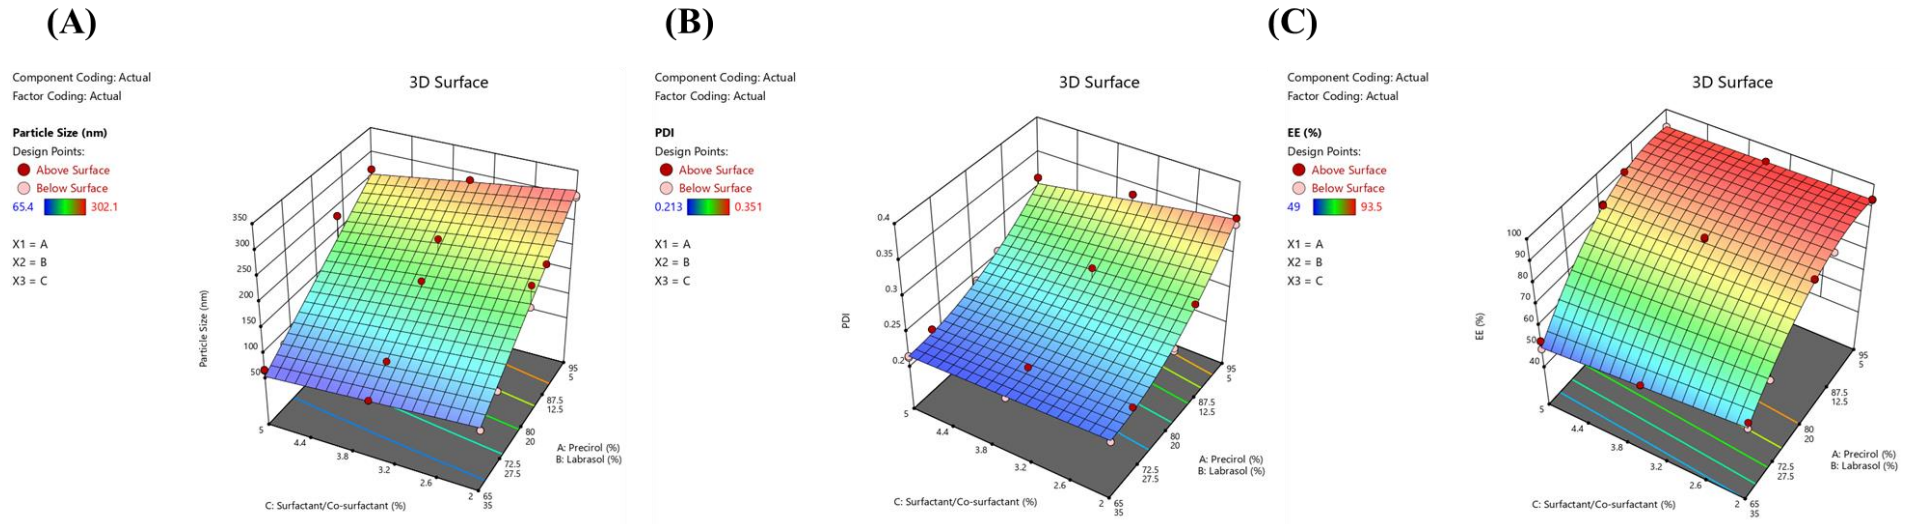 (A)
Component Coding: Actual
Factor Coding: Actual
3D Surface
Particle Size (nm)
Design Points:
Above Surface
Below Surface
65.4 302.1
X1 = A
X2 = B
X3 = C
Particle Size (nm)
350
300
250
200
150
100
50
5
4.4
3.8
3.2
2.6
2
C: Surfactant/Co-surfactant (%)
95
5
87.5
12.5
80
20
72.5
27.5
65
35
A: Precirol (%)
B: Labrasol (%)
(B)
Component Coding: Actual
Factor Coding: Actual
3D Surface
PDI
Design Points:
Above Surface
Below Surface
0.213 0.351
X1 = A
X2 = B
X3 = C
PDI
0.4
0.35
0.3
0.25
0.2
5
4.4
3.8
3.2
2.6
2
C: Surfactant/Co-surfactant (%)
95
5
87.5
12.5
80
20
72.5
27.5
65
35
A: Precirol (%)
B: Labrasol (%)
(C)
Component Coding: Actual
Factor Coding: Actual
3D Surface
EE (%)
Design Points:
Above Surface
Below Surface
49 93.5
X1 = A
X2 = B
X3 = C
EE (%)
100
90
80
70
60
50
40
5
4.4
3.8
3.2
2.6
2
C: Surfactant/Co-surfactant (%)
95
5
87.5
12.5
80
20
72.5
27.5
65
35
A: Precirol (%)
B: Labrasol (%)